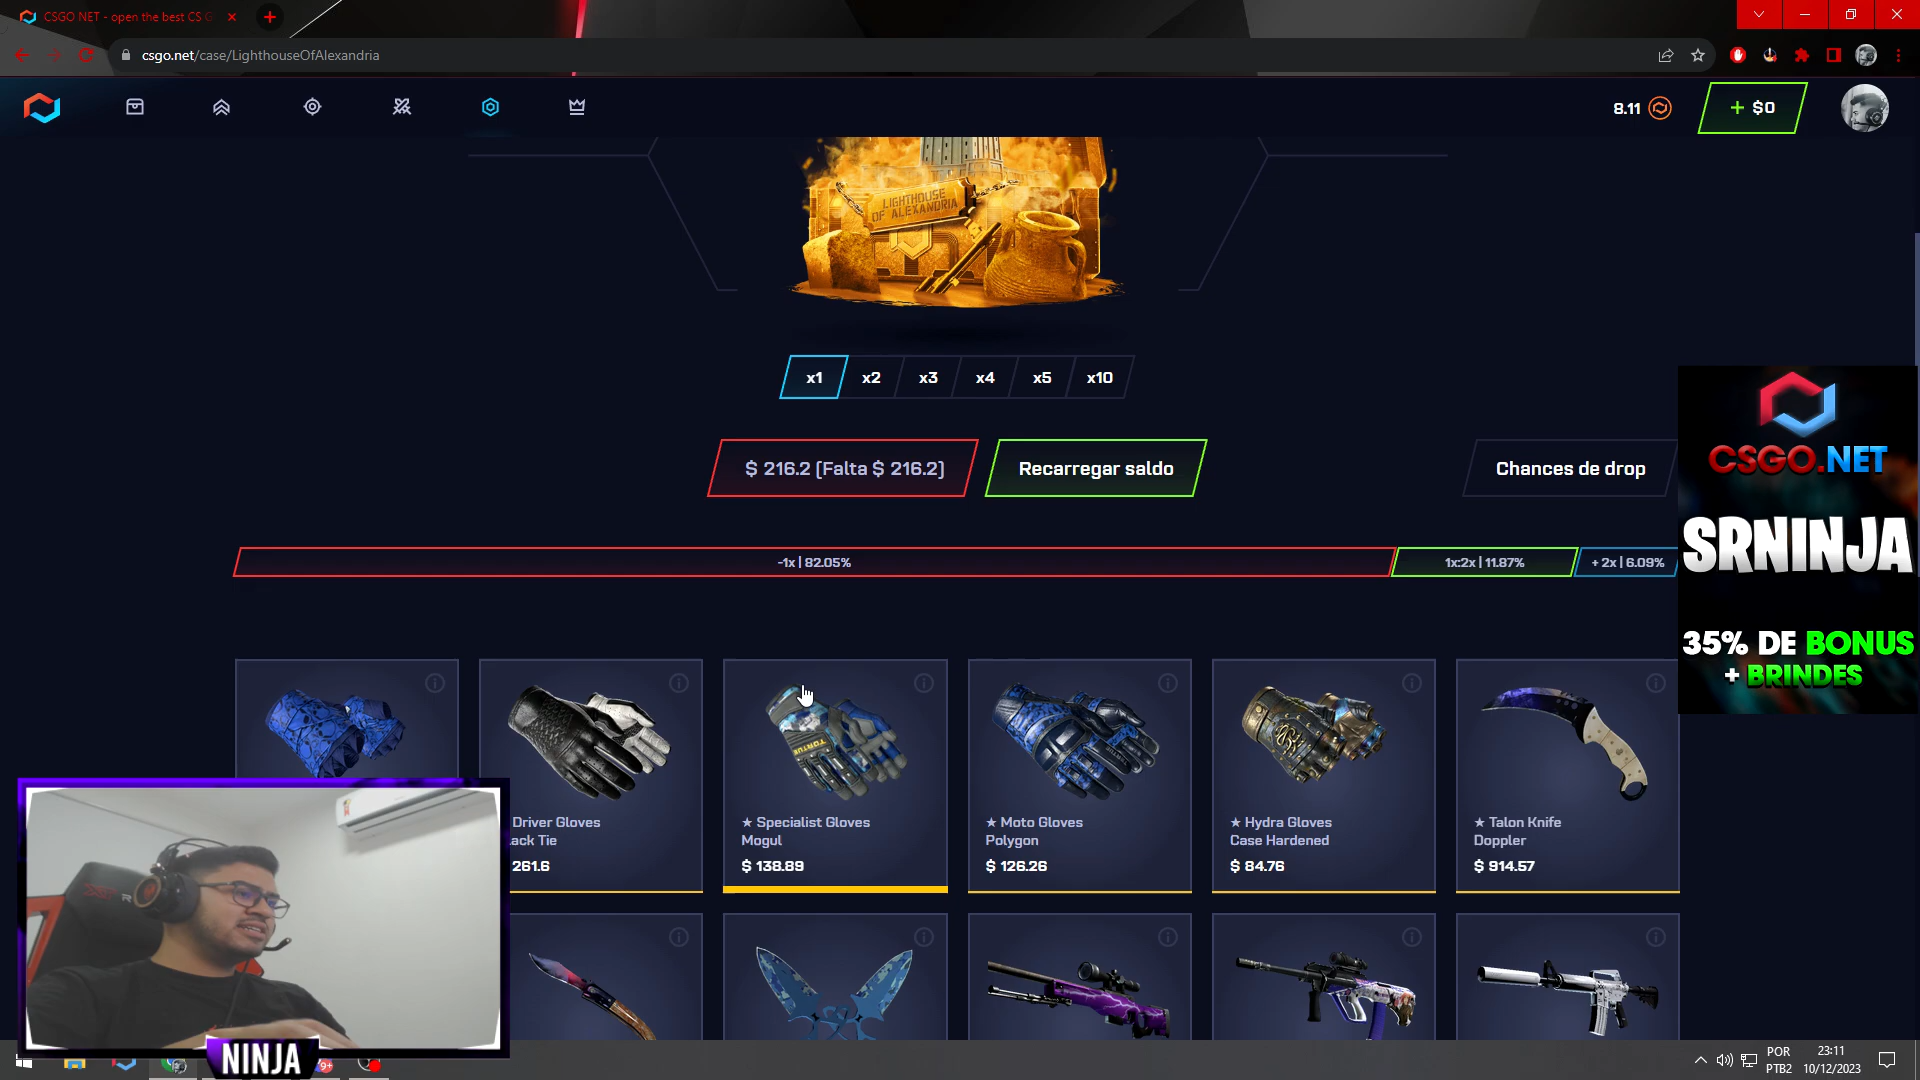 CSGO NET - open the best CS G
csgo.net/case/LighthouseOfAlexandria
8.11
+ $0
LIGHTHOUSE
OF ALEXANDRIA
x1
x2
x3
x4
x5
x10
$ 216.2 (Falta $ 216.2)
Recarregar saldo
Chances de drop
-1x | 82.05%
1x:2x | 11.87%
+ 2x | 6.09%
CSGO.NET
SRNINJA
35% DE BONUS
+ BRINDES
TORTUE
Driver Gloves
ack Tie
261.6
★ Specialist Gloves
Mogul
$ 138.89
★ Moto Gloves
Polygon
$ 126.26
★ Hydra Gloves
Case Hardened
$ 84.76
★ Talon Knife
Doppler
$ 914.57
NINJA
9+
POR
PTB2
23:11
10/12/2023